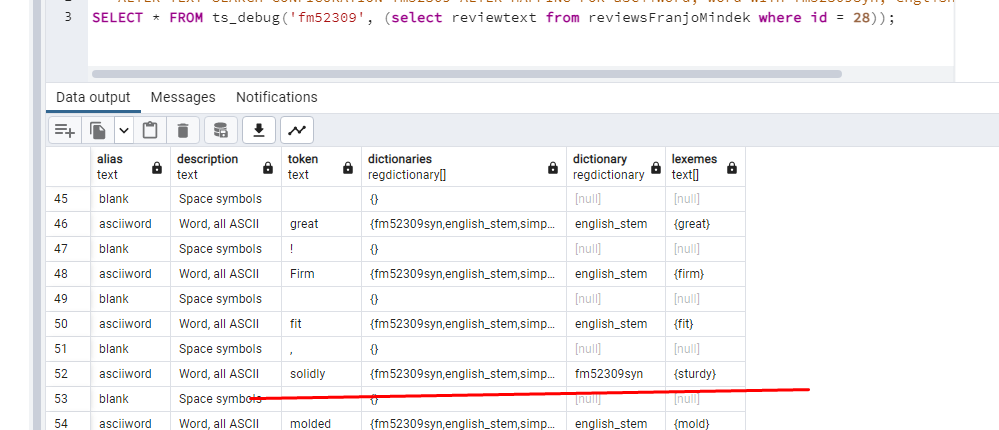 3 SELECT * FROM ts_debug('fm52309', (select reviewtext from reviewsFranjoMindek where id = 28));
Data output Messages Notifications
alias description token dictionaries dictionary lexemes
text text text regdictionary[] regdictionary text[]
45 blank Space symbols {} [null] [null]
46 asciiword Word, all ASCII great {fm52309syn,english_stem,simp... english_stem {great}
47 blank Space symbols ! {} [null] [null]
48 asciiword Word, all ASCII Firm {fm52309syn,english_stem,simp... english_stem {firm}
49 blank Space symbols {} [null] [null]
50 asciiword Word, all ASCII fit {fm52309syn,english_stem,simp... english_stem {fit}
51 blank Space symbols , {} [null] [null]
52 asciiword Word, all ASCII solidly {fm52309syn,english_stem,simp... fm52309syn {sturdy}
53 blank Space symbols {} [null] [null]
54 asciiword Word, all ASCII molded {fm52309syn,english_stem,simp... english_stem {mold}